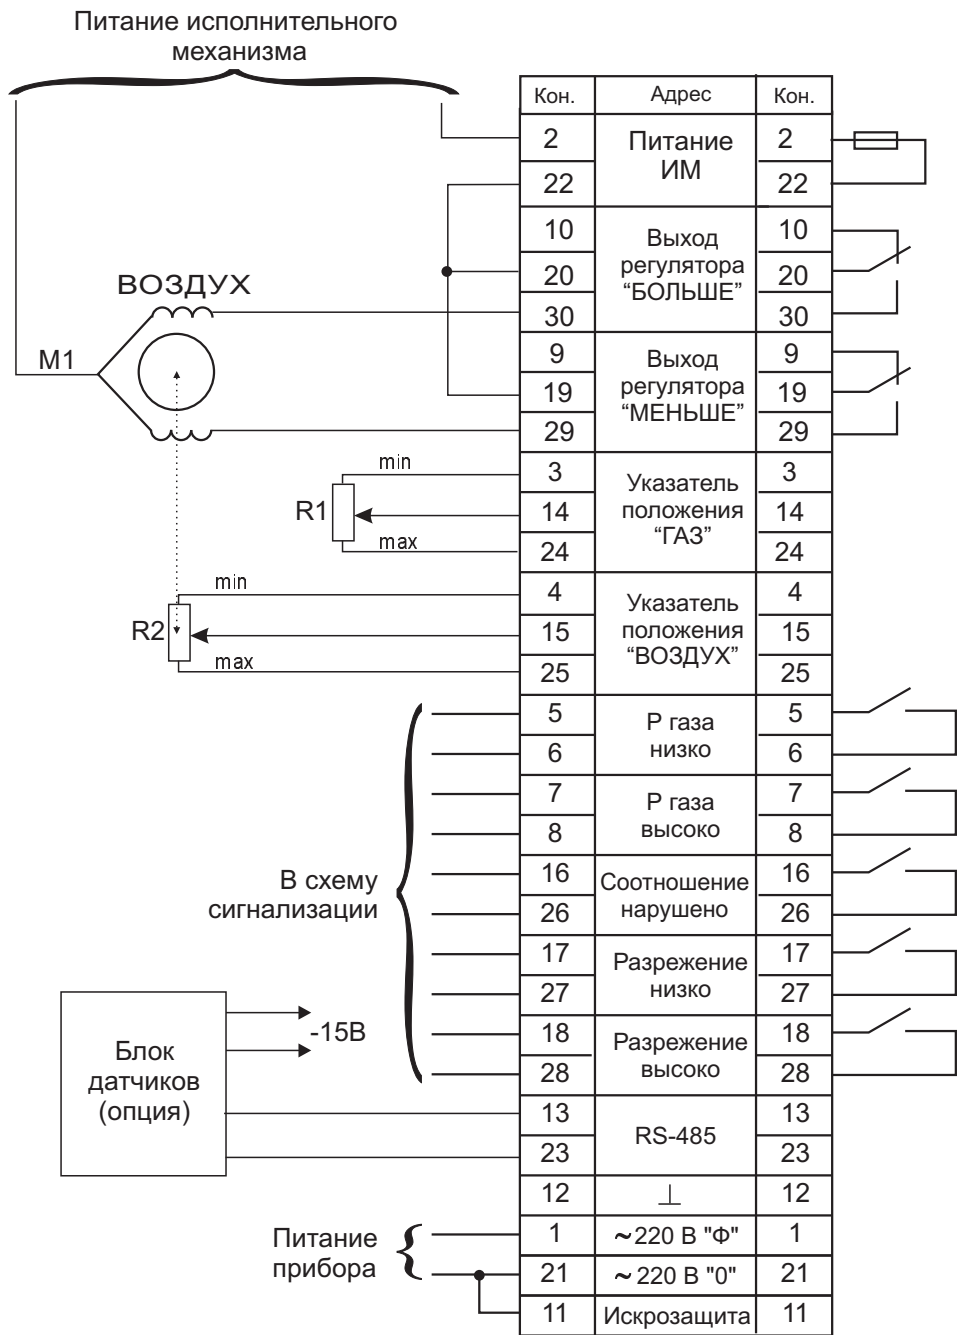 Питание исполнительного
механизма
Кон. Адрес Кон.
2 Питание ИМ 2
22 22
10 Выход регулятора “БОЛЬШЕ” 10
20 20
30 30
ВОЗДУХ
M1
9 Выход регулятора “МЕНЬШЕ” 9
19 19
29 29
min
R1
max
3 Указатель положения “ГАЗ” 3
14 14
24 24
min
R2
max
4 Указатель положения “ВОЗДУХ” 4
15 15
25 25
В схему
сигнализации
5 Р газа низко 5
6 6
7 Р газа высоко 7
8 8
16 Соотношение нарушено 16
26 26
17 Разрежение низко 17
27 27
18 Разрежение высоко 18
28 28
Блок
датчиков
(опция)
-15В
13 RS-485 13
23 23
12 ⊥ 12
Питание
прибора
1 ~220 В "Ф" 1
21 ~ 220 В "0" 21
11 Искрозащита 11